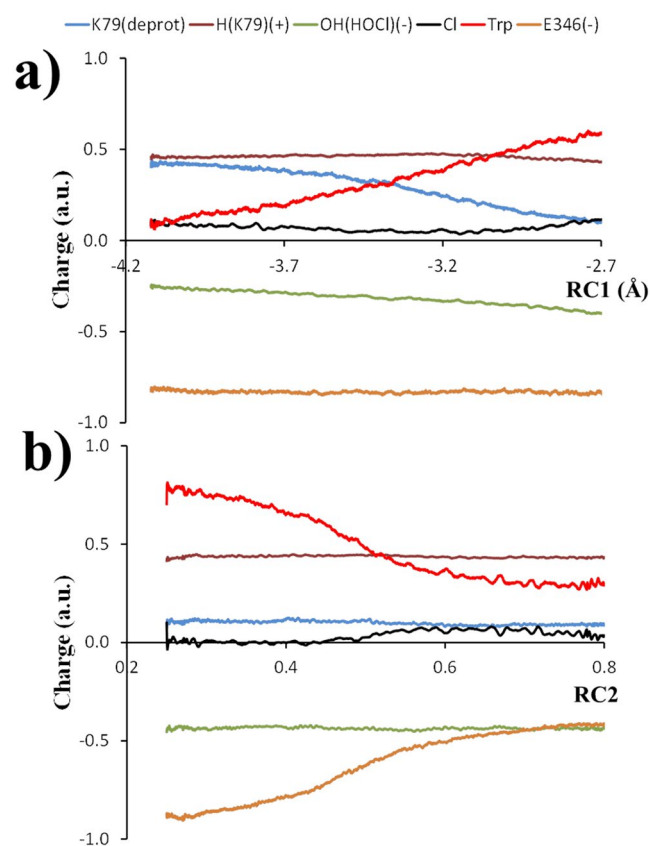 K79(deprot) H(K79)(+) OH(HOCl)(-) Cl Trp E346(-)
a)
1.0
0.5
0.0
-0.5
-1.0
Charge (a.u.)
-4.2 -3.7 -3.2 -2.7
RC1 (Å)
b)
1.0
0.5
0.0
-0.5
-1.0
Charge (a.u.)
0.2 0.4 0.6 0.8
RC2